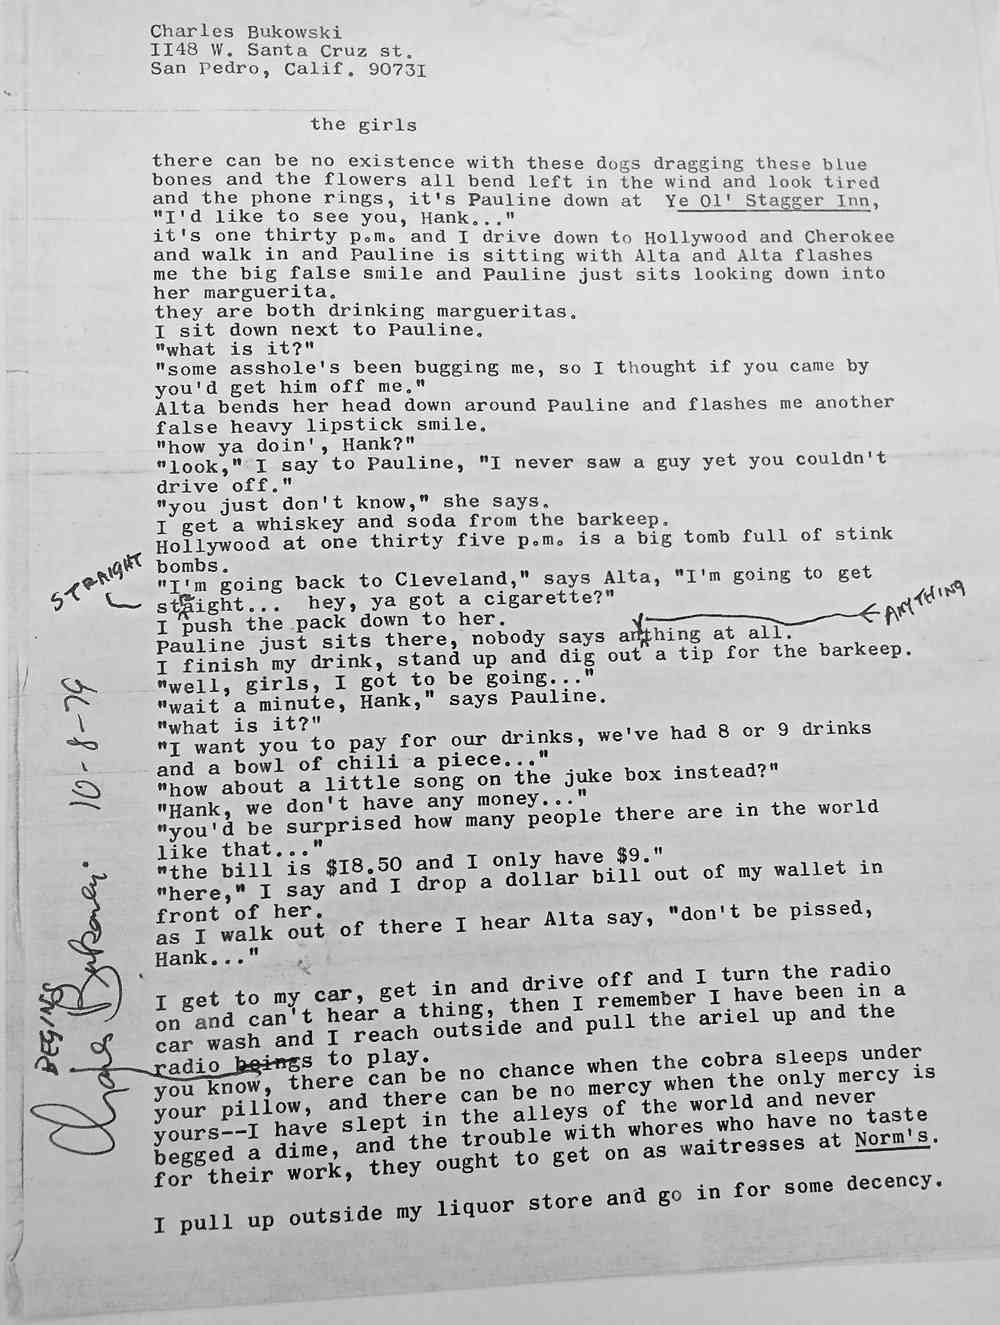 Charles Bukowski
II48 W. Santa Cruz st.
San Pedro, Calif. 9073I
the girls
there can be no existence with these dogs dragging these blue
bones and the flowers all bend left in the wind and look tired
and the phone rings, it's Pauline down at Ye Ol' Stagger Inn,
"I'd like to see you, Hank..."
it's one thirty p.m. and I drive down to Hollywood and Cherokee
and walk in and Pauline is sitting with Alta and Alta flashes
me the big false smile and Pauline just sits looking down into
her marguerita.
they are both drinking margueritas.
I sit down next to Pauline.
"what is it?"
"some asshole's been bugging me, so I thought if you came by
you'd get him off me."
Alta bends her head down around Pauline and flashes me another
false heavy lipstick smile.
"how ya doin', Hank?"
"look," I say to Pauline, "I never saw a guy yet you couldn't
drive off."
"you just don't know," she says.
I get a whiskey and soda from the barkeep.
Hollywood at one thirty five p.m. is a big tomb full of stink
bombs.
STRAIGHT
"I'm going back to Cleveland," says Alta, "I'm going to get
staight... hey, ya got a cigarette?"
ANYTHING
I push the pack down to her.
Pauline just sits there, nobody says anthing at all.
I finish my drink, stand up and dig out a tip for the barkeep.
"well, girls, I got to be going..."
"wait a minute, Hank," says Pauline.
"what is it?"
"I want you to pay for our drinks, we've had 8 or 9 drinks
and a bowl of chili a piece..."
"how about a little song on the juke box instead?"
"Hank, we don't have any money..."
"you'd be surprised how many people there are in the world
like that..."
"the bill is $I8.50 and I only have $9."
"here," I say and I drop a dollar bill out of my wallet in
front of her.
as I walk out of there I hear Alta say, "don't be pissed,
Hank..."
I get to my car, get in and drive off and I turn the radio
on and can't hear a thing, then I remember I have been in a
car wash and I reach outside and pull the ariel up and the
radio beings to play.
BEGINS
you know, there can be no chance when the cobra sleeps under
your pillow, and there can be no mercy when the only mercy is
yours--I have slept in the alleys of the world and never
begged a dime, and the trouble with whores who have no taste
for their work, they ought to get on as waitresses at Norm's.
I pull up outside my liquor store and go in for some decency.
Charles Bukowski 10-8-79